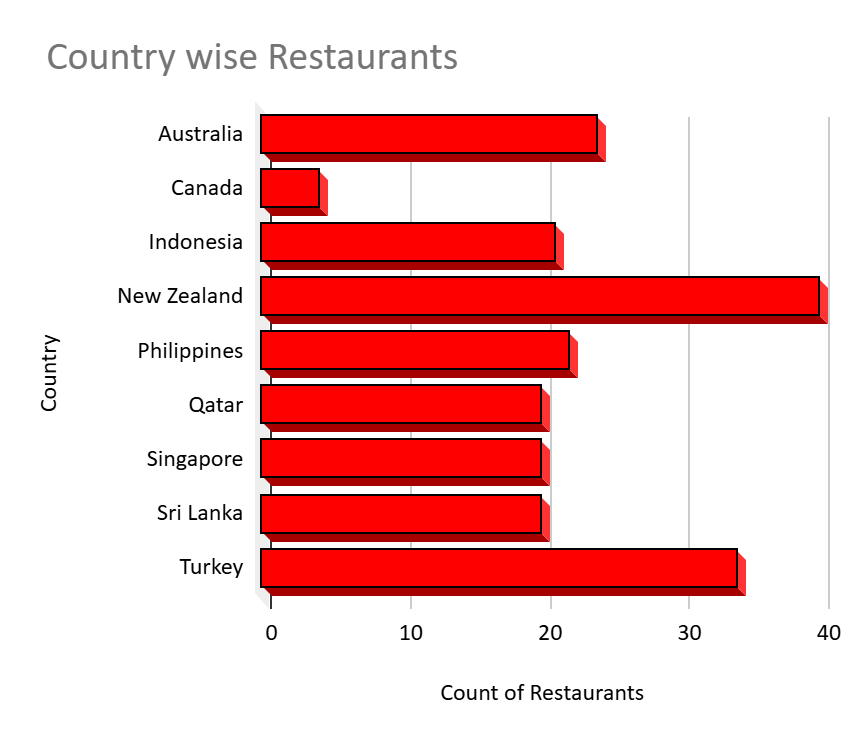 Country wise Restaurants
Australia
Canada
Indonesia
New Zealand
Philippines
Qatar
Singapore
Sri Lanka
Turkey
Country
0 10 20 30 40
Count of Restaurants